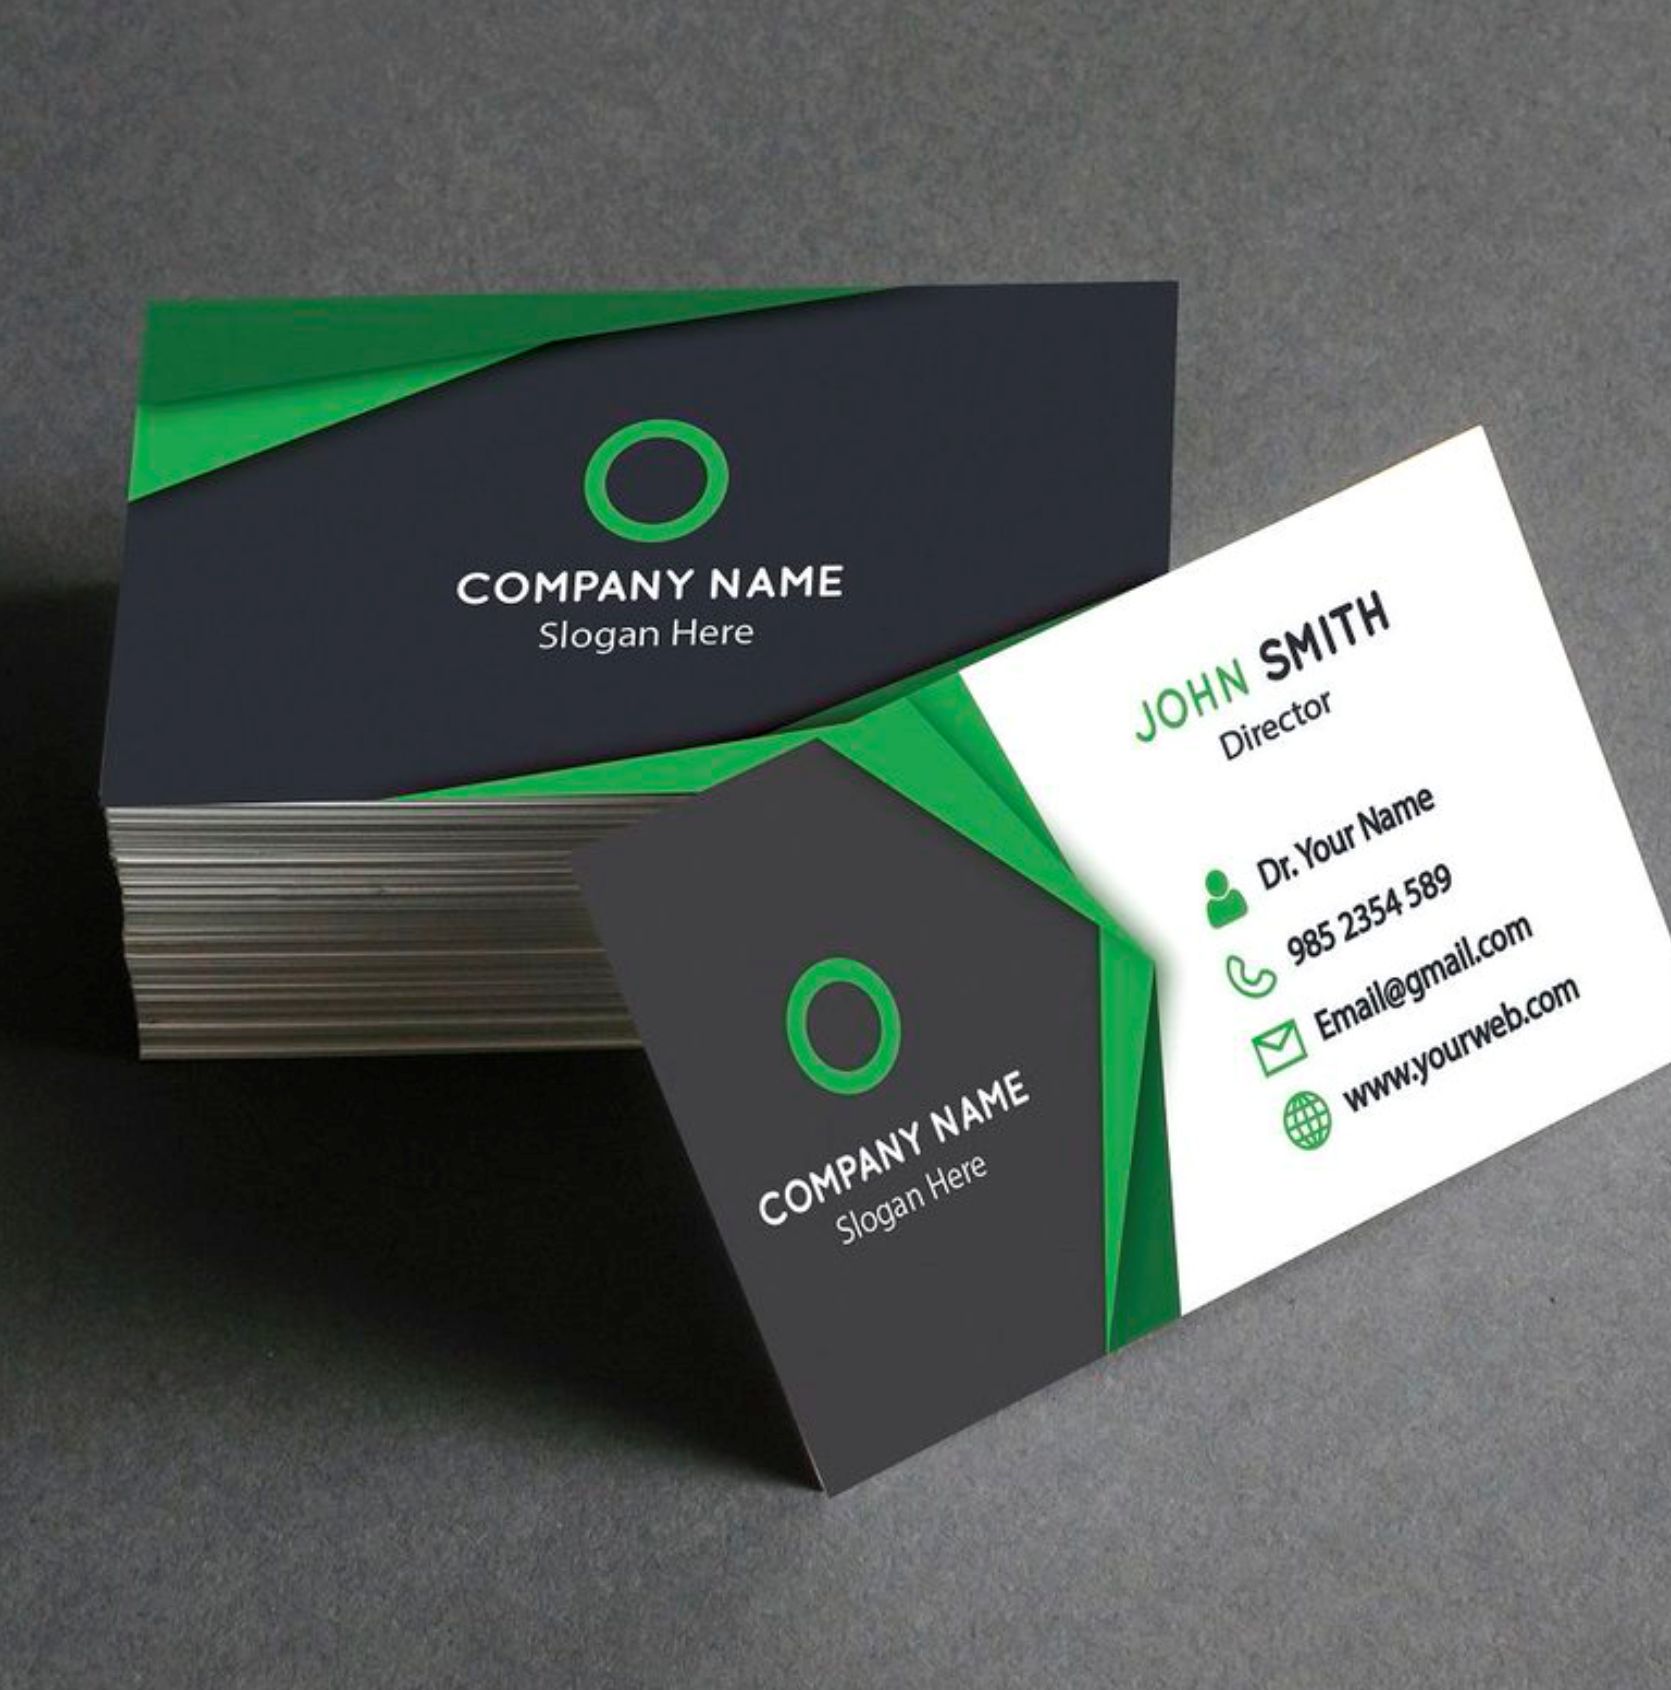 COMPANY NAME
Slogan Here
JOHN SMITH
Director
Dr. Your Name
985 2354 589
Email@gmail.com
www.yourweb.com
COMPANY NAME
Slogan Here